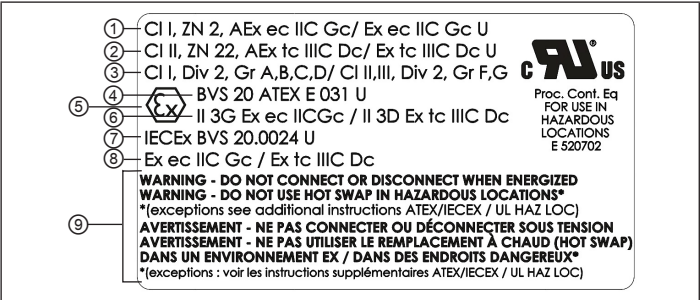 ① Cl I, ZN 2, AEx ec IIC Gc/ Ex ec IIC Gc U
② Cl II, ZN 22, AEx tc IIIC Dc/ Ex tc IIIC Dc U
③ Cl I, Div 2, Gr A,B,C,D/ Cl II,III, Div 2, Gr F,G
④ BVS 20 ATEX E 031 U
⑤ Ex
⑥ II 3G Ex ec IICGc / II 3D Ex tc IIIC Dc
⑦ IECEx BVS 20.0024 U
⑧ Ex ec IIC Gc / Ex tc IIIC Dc
C RU ® US
Proc. Cont. Eq
FOR USE IN
HAZARDOUS
LOCATIONS
E 520702
⑨
WARNING - DO NOT CONNECT OR DISCONNECT WHEN ENERGIZED
WARNING - DO NOT USE HOT SWAP IN HAZARDOUS LOCATIONS*
*(exceptions see additional instructions ATEX/IECEX / UL HAZ LOC)
AVERTISSEMENT - NE PAS CONNECTER OU DÉCONNECTER SOUS TENSION
AVERTISSEMENT - NE PAS UTILISER LE REMPLACEMENT À CHAUD (HOT SWAP)
DANS UN ENVIRONNEMENT EX / DANS DES ENDROITS DANGEREUX*
*(exceptions : voir les instructions supplémentaires ATEX/IECEX / UL HAZ LOC)